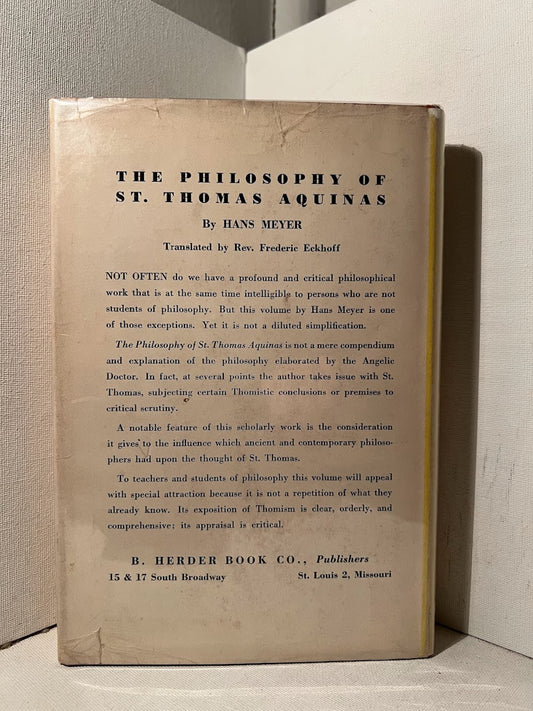 THE PHILOSOPHY OF
ST. THOMAS AQUINAS
By HANS MEYER
Translated by Rev. Frederic Eckhoff
NOT OFTEN do we have a profound and critical philosophical
work that is at the same time intelligible to persons who are not
students of philosophy. But this volume by Hans Meyer is one
of those exceptions. Yet it is not a diluted simplification.
The Philosophy of St. Thomas Aquinas is not a mere compendium
and explanation of the philosophy elaborated by the Angelic
Doctor. In fact, at several points the author takes issue with St.
Thomas, subjecting certain Thomistic conclusions or premises to
critical scrutiny.
A notable feature of this scholarly work is the consideration
it gives to the influence which ancient and contemporary philoso-
phers had upon the thought of St. Thomas.
To teachers and students of philosophy this volume will appeal
with special attraction because it is not a repetition of what they
already know. Its exposition of Thomism is clear, orderly, and
comprehensive; its appraisal is critical.
B. HERDER BOOK CO., Publishers
15 & 17 South Broadway St. Louis 2, Missouri